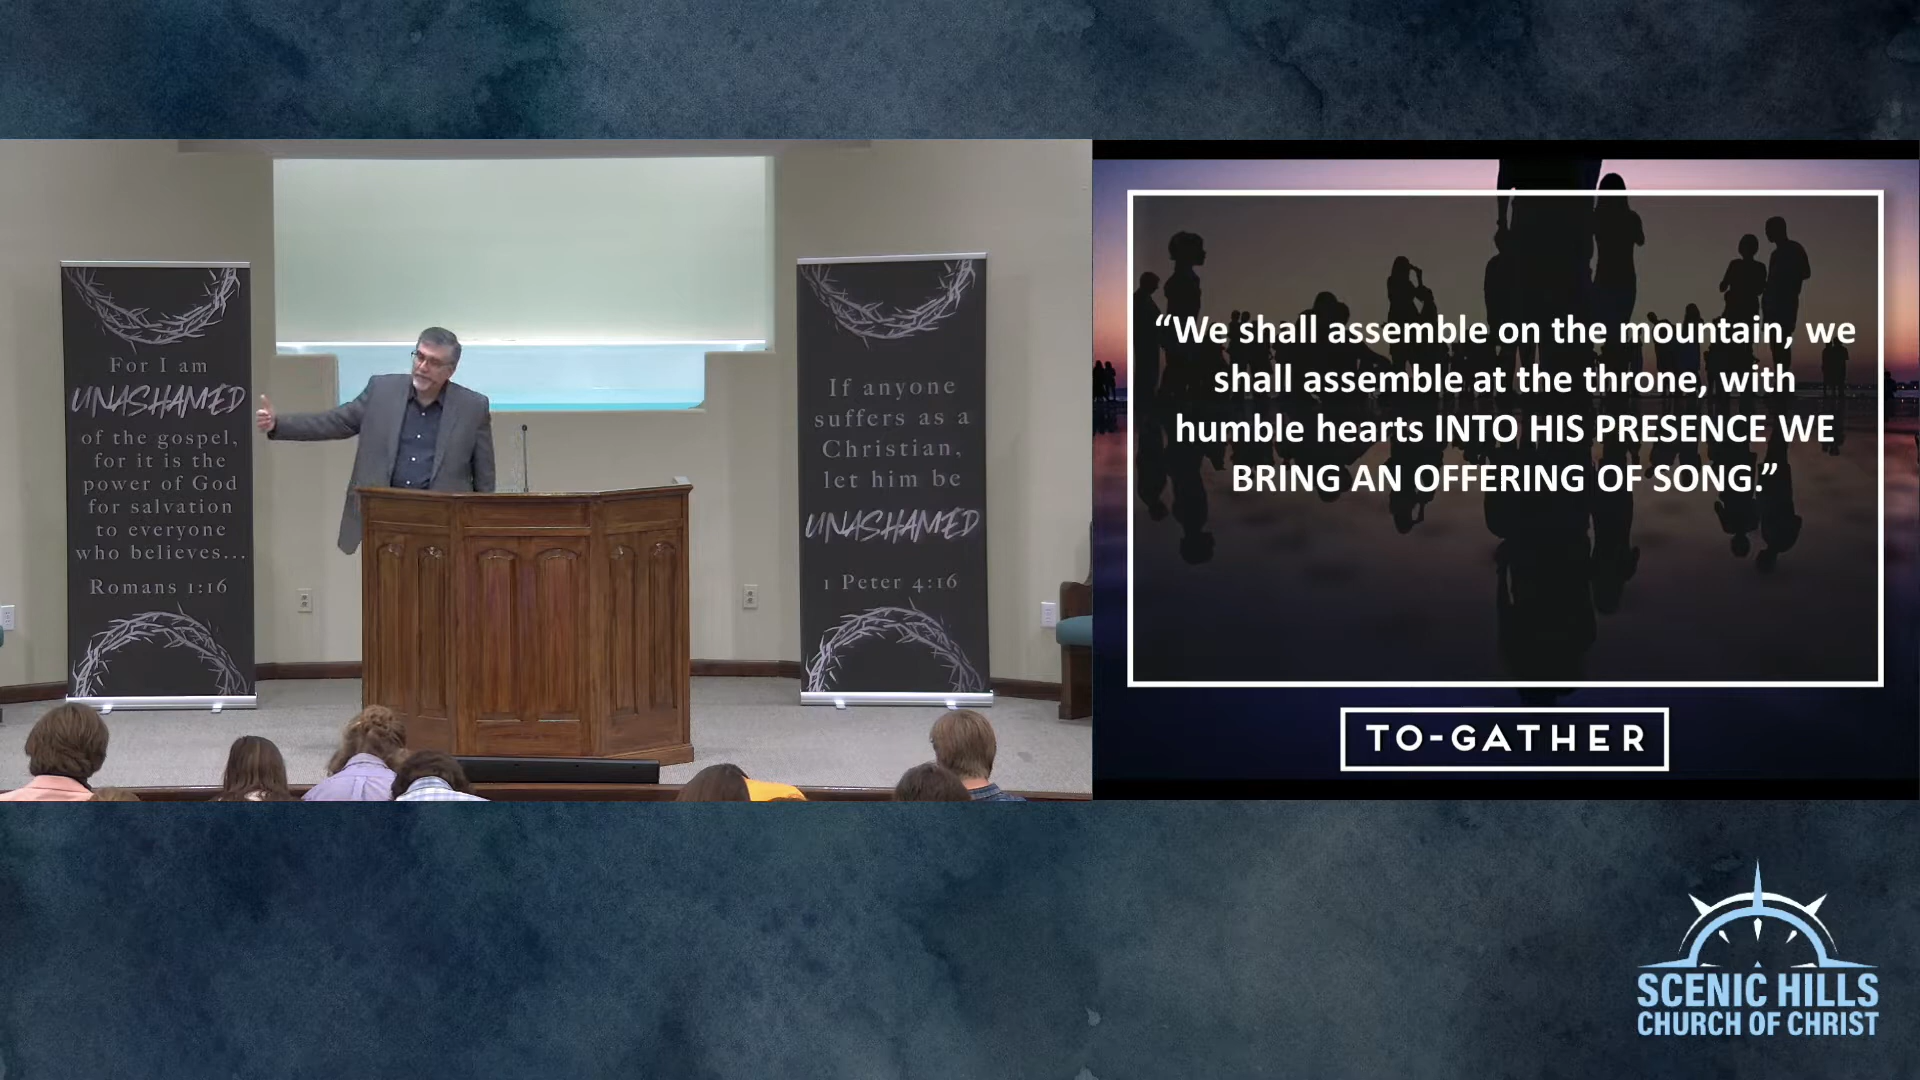 For I am
UNASHAMED
of the gospel,
for it is the
power of God
for salvation
to everyone
who believes...
Romans 1:16
If anyone
suffers as a
Christian,
let him be
UNASHAMED
1 Peter 4:16
“We shall assemble on the mountain, we
shall assemble at the throne, with
humble hearts INTO HIS PRESENCE WE
BRING AN OFFERING OF SONG.”
TO-GATHER
SCENIC HILLS
CHURCH OF CHRIST